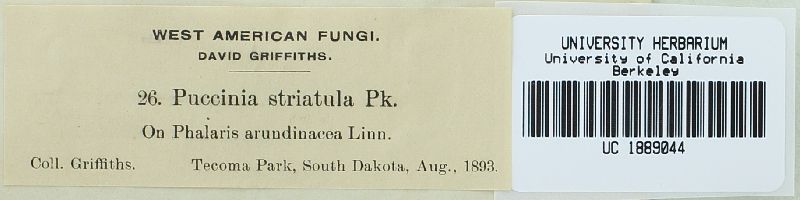 WEST AMERICAN FUNGI.
DAVID GRIFFITHS.
26. Puccinia striatula Pk.
On Phalaris arundinacea Linn.
Coll. Griffiths. Tecoma Park, South Dakota, Aug., 1893.
UNIVERSITY HERBARIUM
University of California
Berkeley
UC 1889044